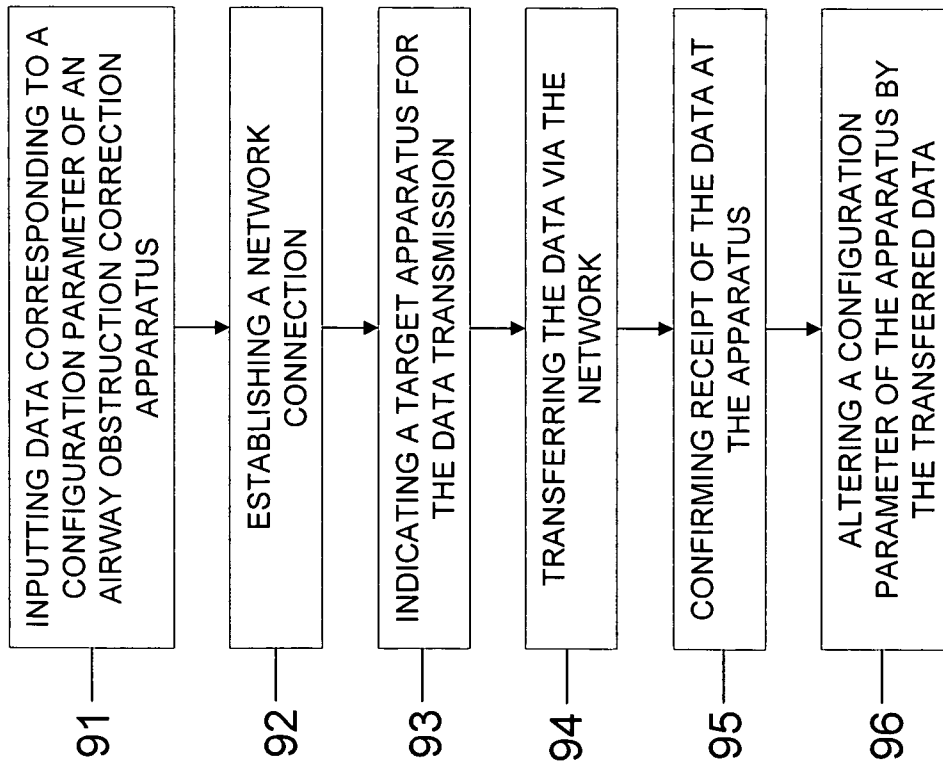 91
INPUTTING DATA CORRESPONDING TO A
CONFIGURATION PARAMETER OF AN
AIRWAY OBSTRUCTION CORRECTION
APPARATUS
92
ESTABLISHING A NETWORK
CONNECTION
93
INDICATING A TARGET APPARATUS FOR
THE DATA TRANSMISSION
94
TRANSFERRING THE DATA VIA THE
NETWORK
95
CONFIRMING RECEIPT OF THE DATA AT
THE APPARATUS
96
ALTERING A CONFIGURATION
PARAMETER OF THE APPARATUS BY
THE TRANSFERRED DATA